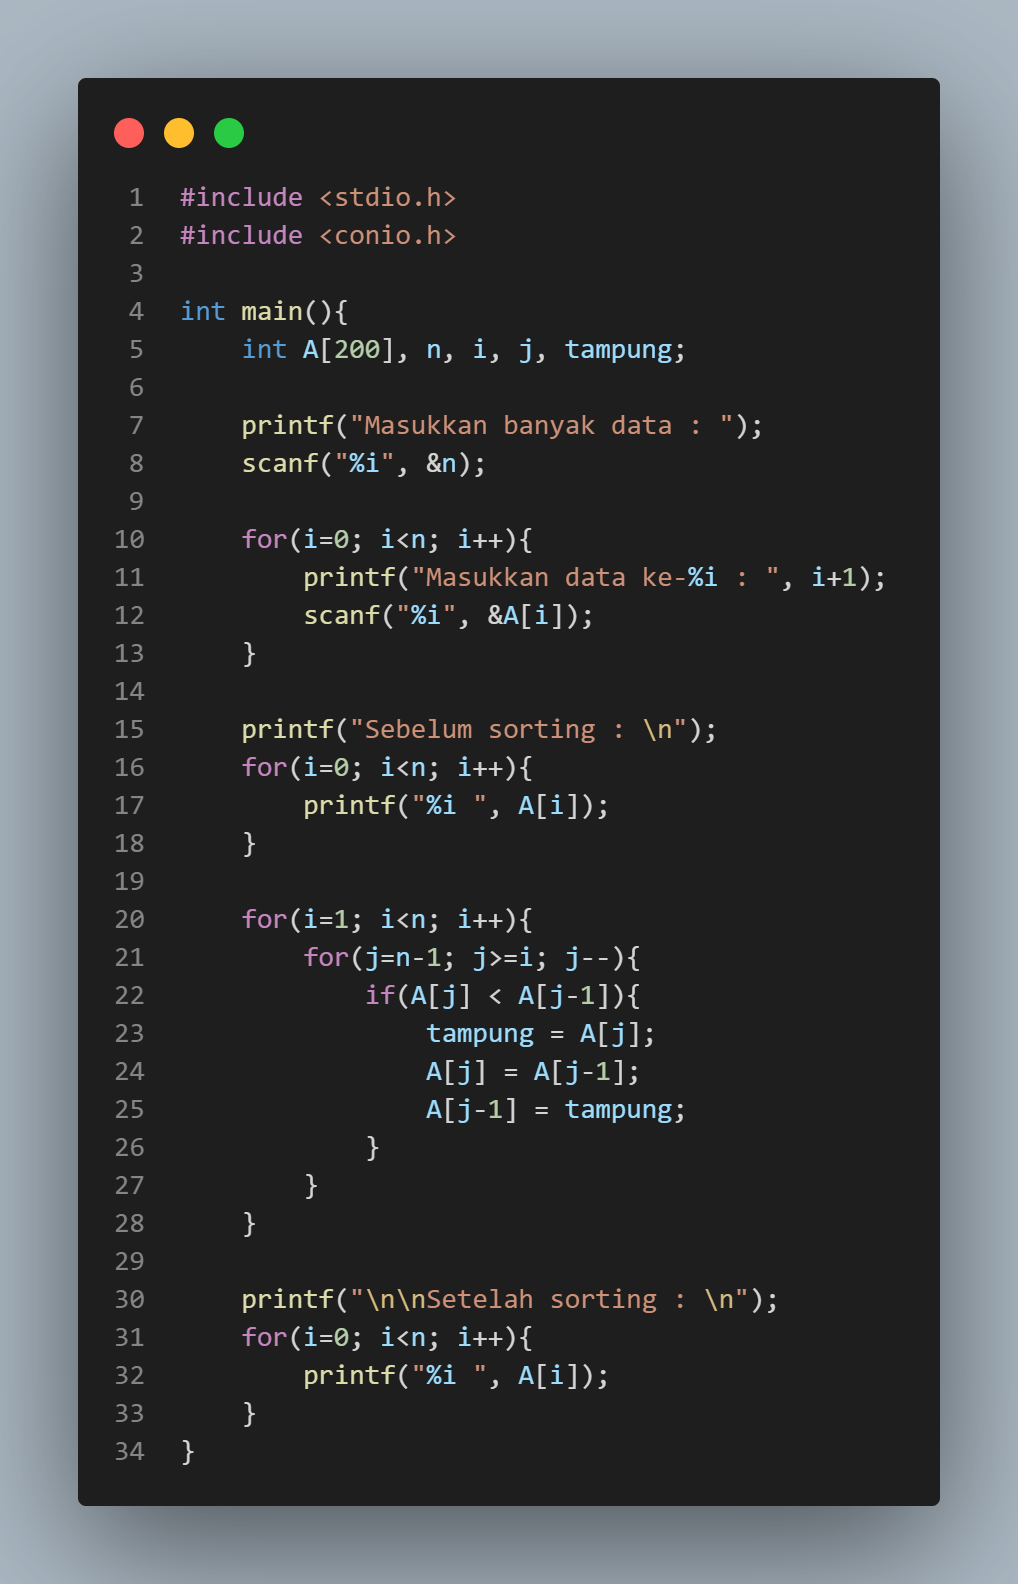 1 #include <stdio.h>
2 #include <conio.h>
3
4 int main(){
5     int A[200], n, i, j, tampung;
6
7     printf("Masukkan banyak data : ");
8     scanf("%i", &n);
9
10     for(i=0; i<n; i++){
11         printf("Masukkan data ke-%i : ", i+1);
12         scanf("%i", &A[i]);
13     }
14
15     printf("Sebelum sorting : \n");
16     for(i=0; i<n; i++){
17         printf("%i ", A[i]);
18     }
19
20     for(i=1; i<n; i++){
21         for(j=n-1; j>=i; j--){
22             if(A[j] < A[j-1]){
23                 tampung = A[j];
24                 A[j] = A[j-1];
25                 A[j-1] = tampung;
26             }
27         }
28     }
29
30     printf("\n\nSetelah sorting : \n");
31     for(i=0; i<n; i++){
32         printf("%i ", A[i]);
33     }
34 }